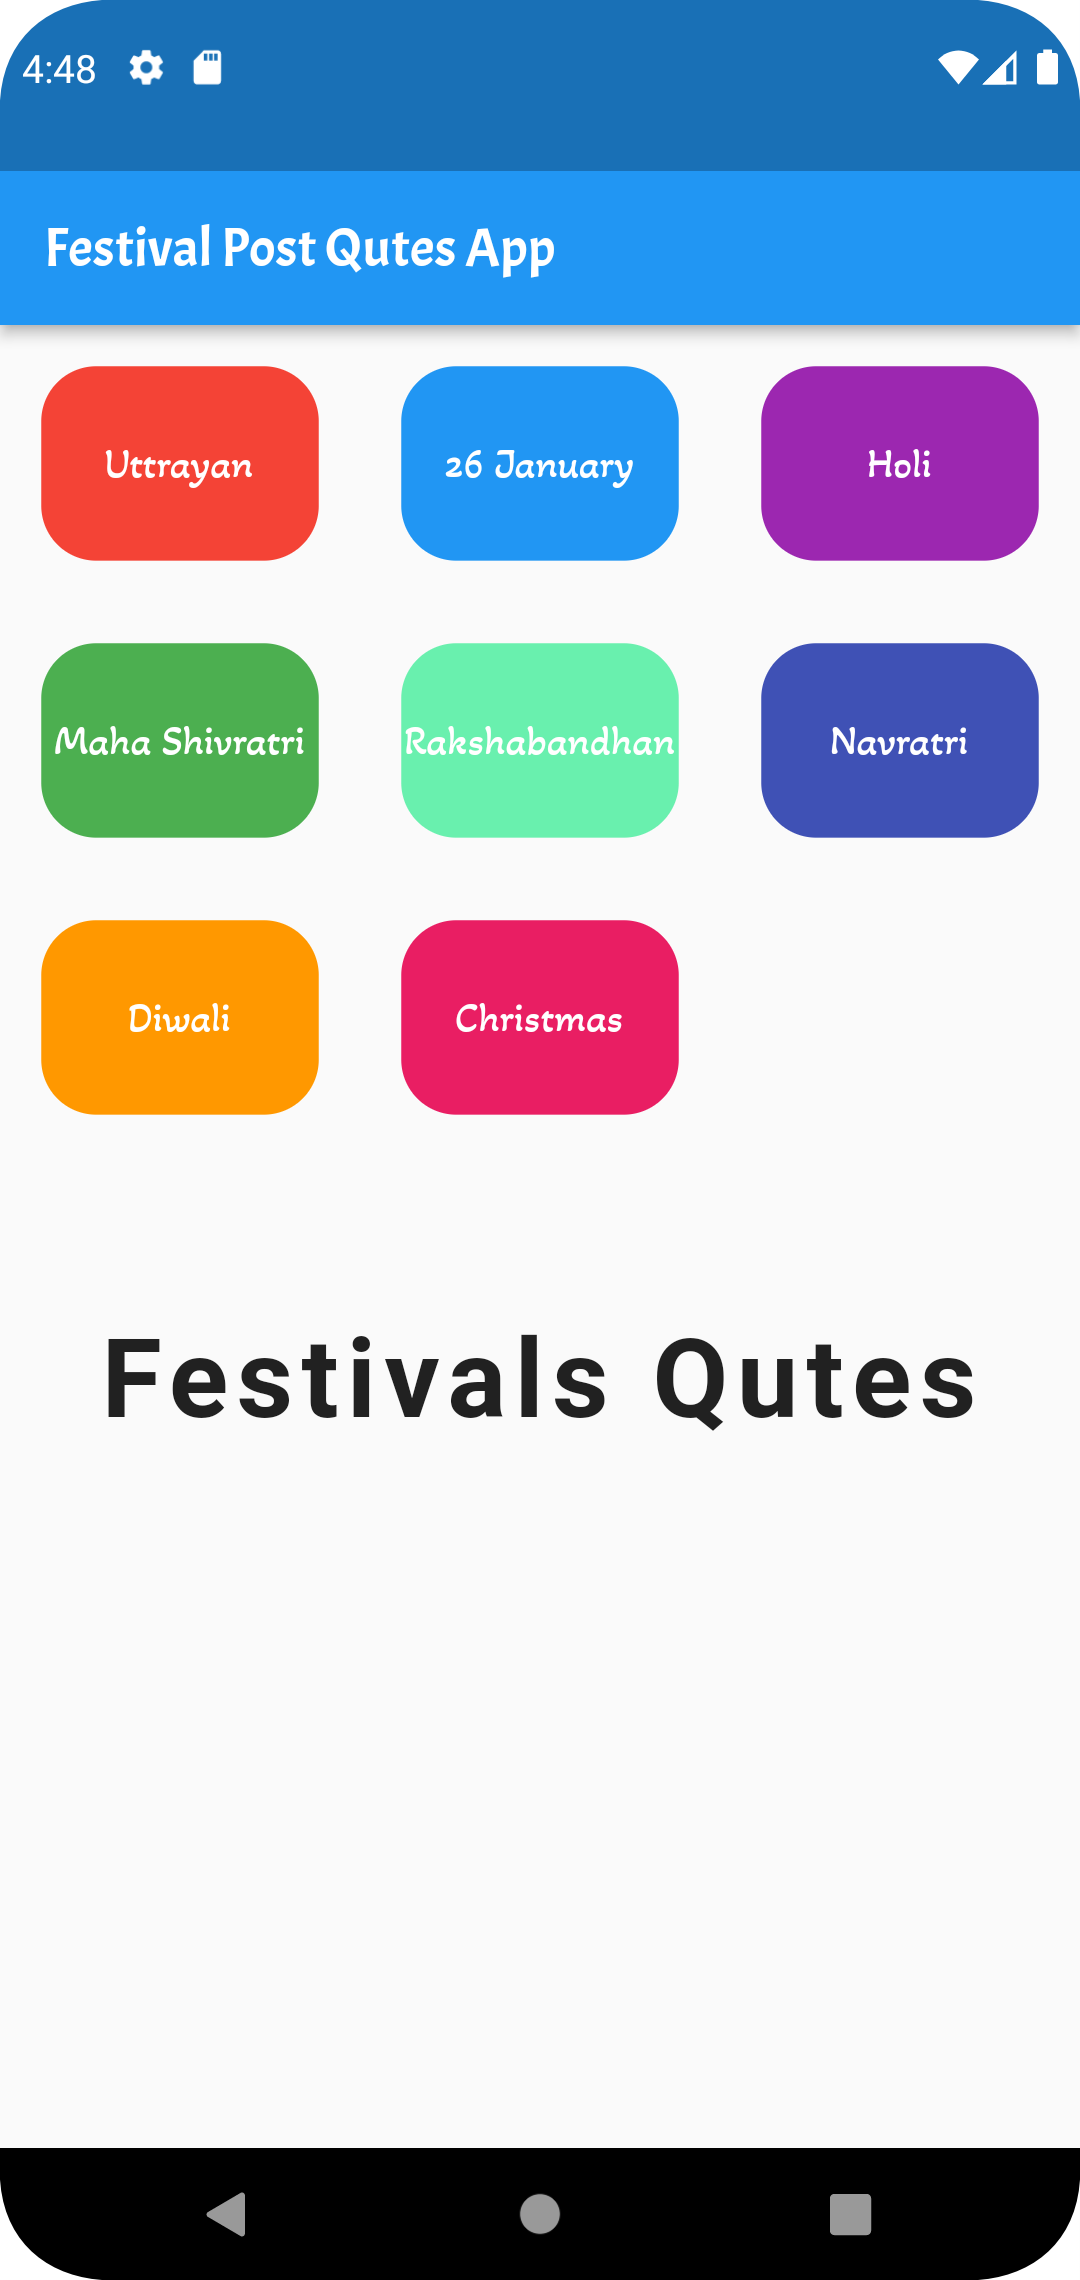 4:48
Festival Post Qutes App
Uttrayan
26 January
Holi
Maha Shivratri
Rakshabandhan
Navratri
Diwali
Christmas
Festivals Qutes